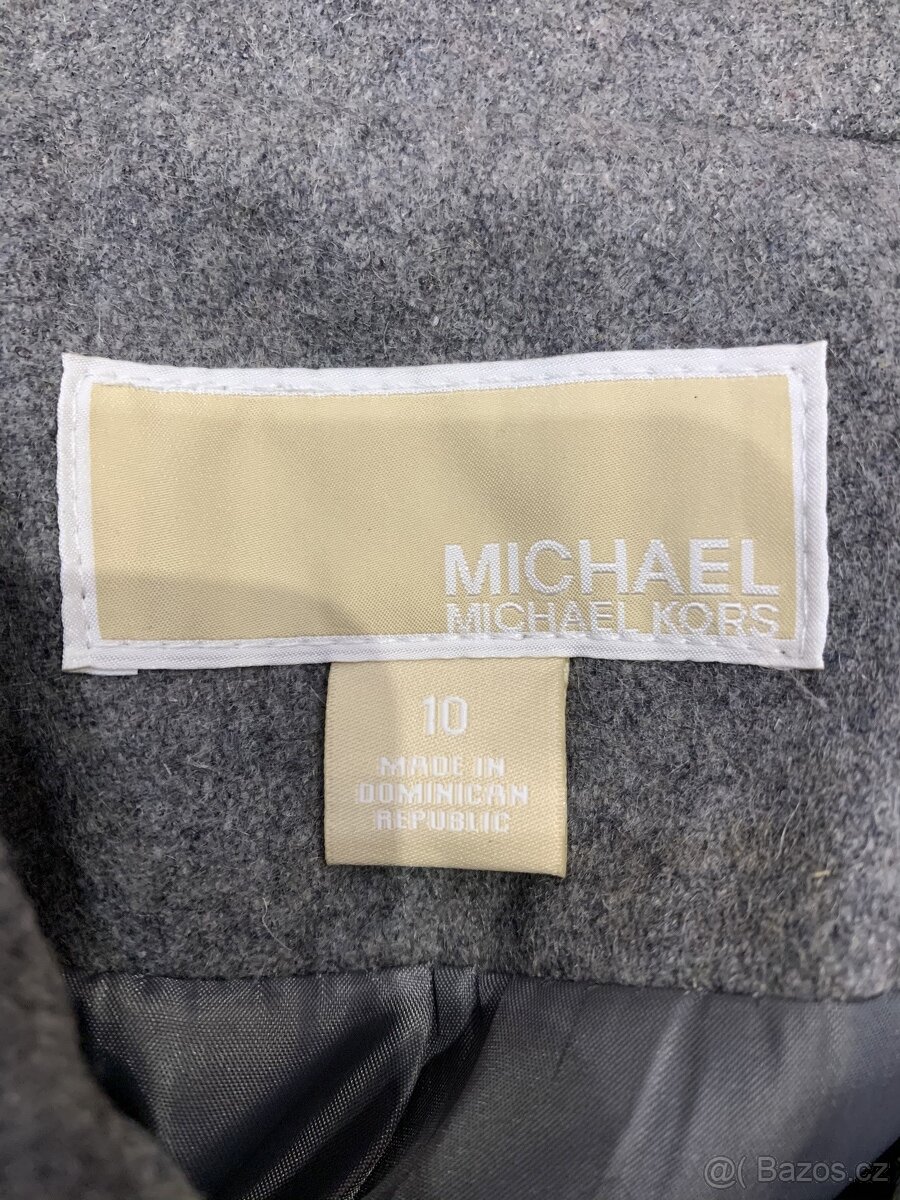 MICHAEL
MICHAEL KORS
10
MADE IN
DOMINICAN
REPUBLIC
@( Bazos.cz